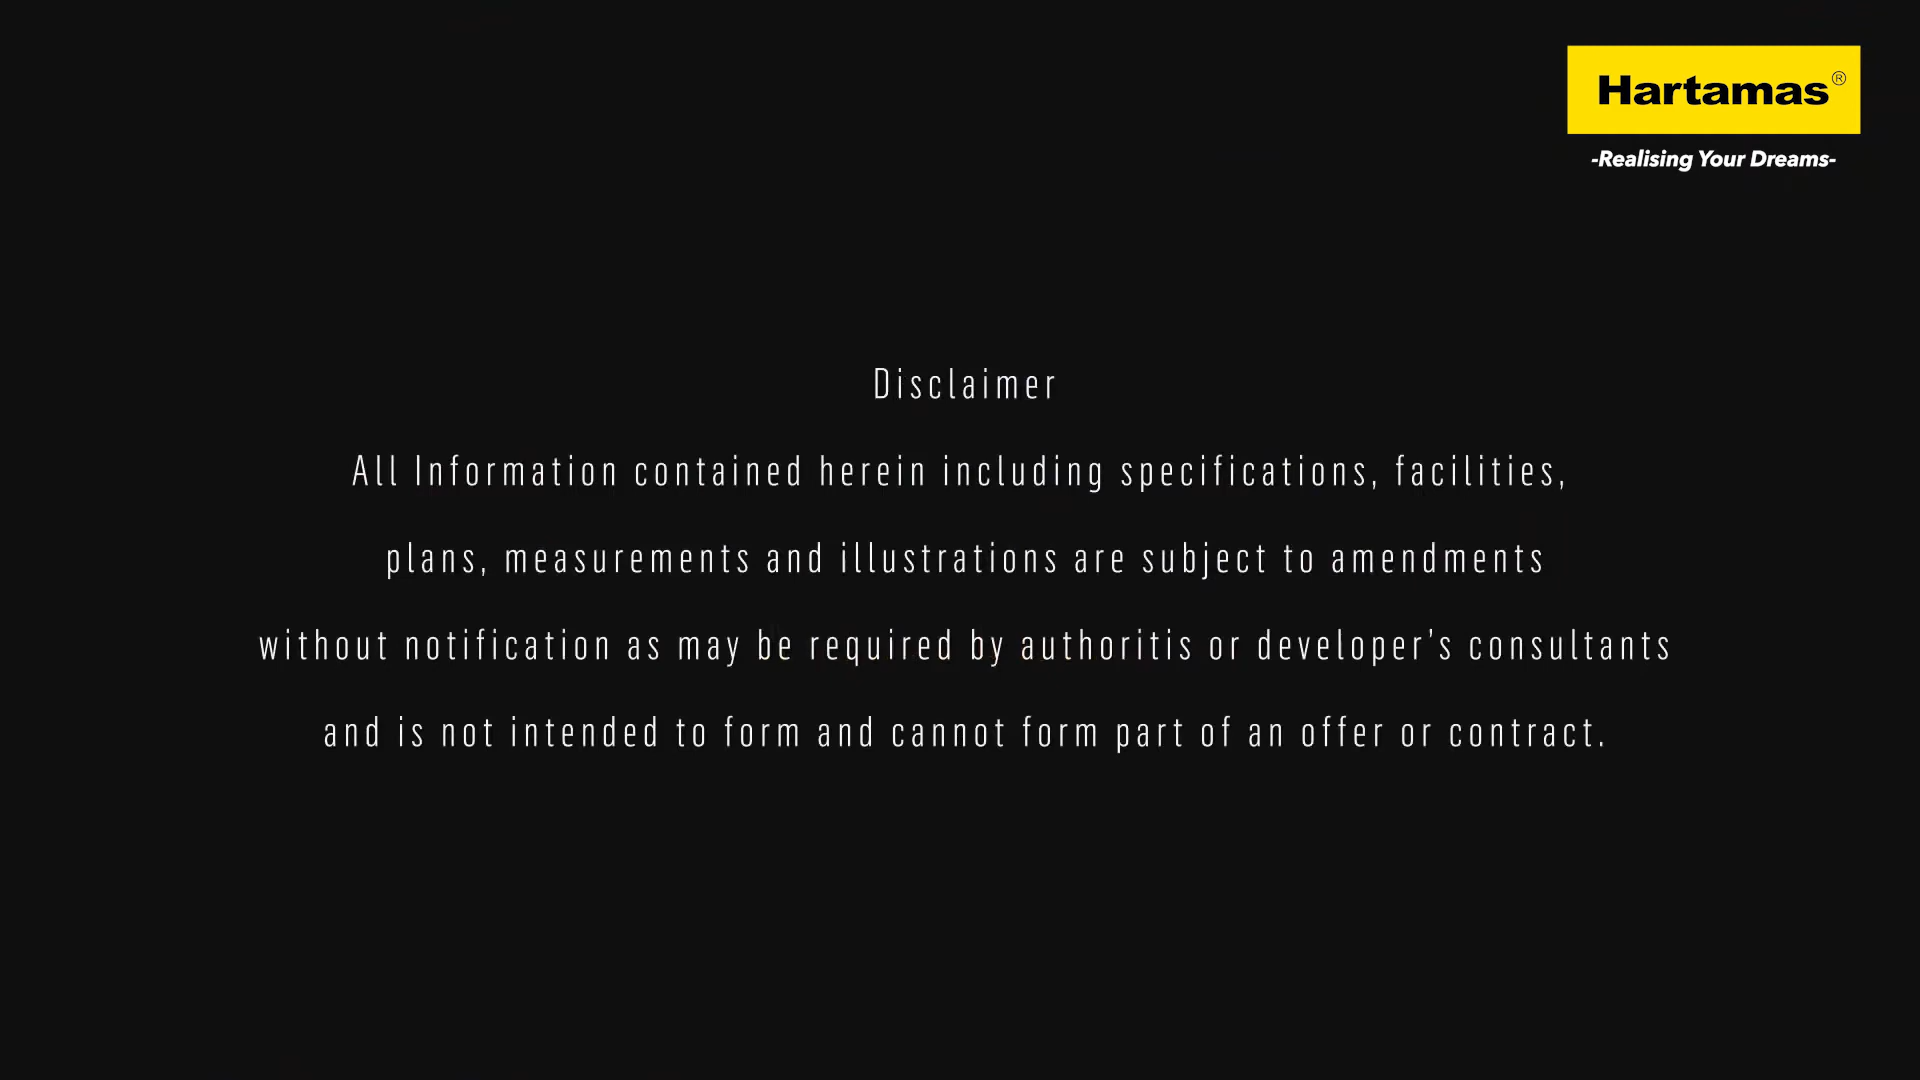 Hartamas®
-Realising Your Dreams-
Disclaimer
All Information contained herein including specifications, facilities,
plans, measurements and illustrations are subject to amendments
without notification as may be required by authoritis or developer’s consultants
and is not intended to form and cannot form part of an offer or contract.